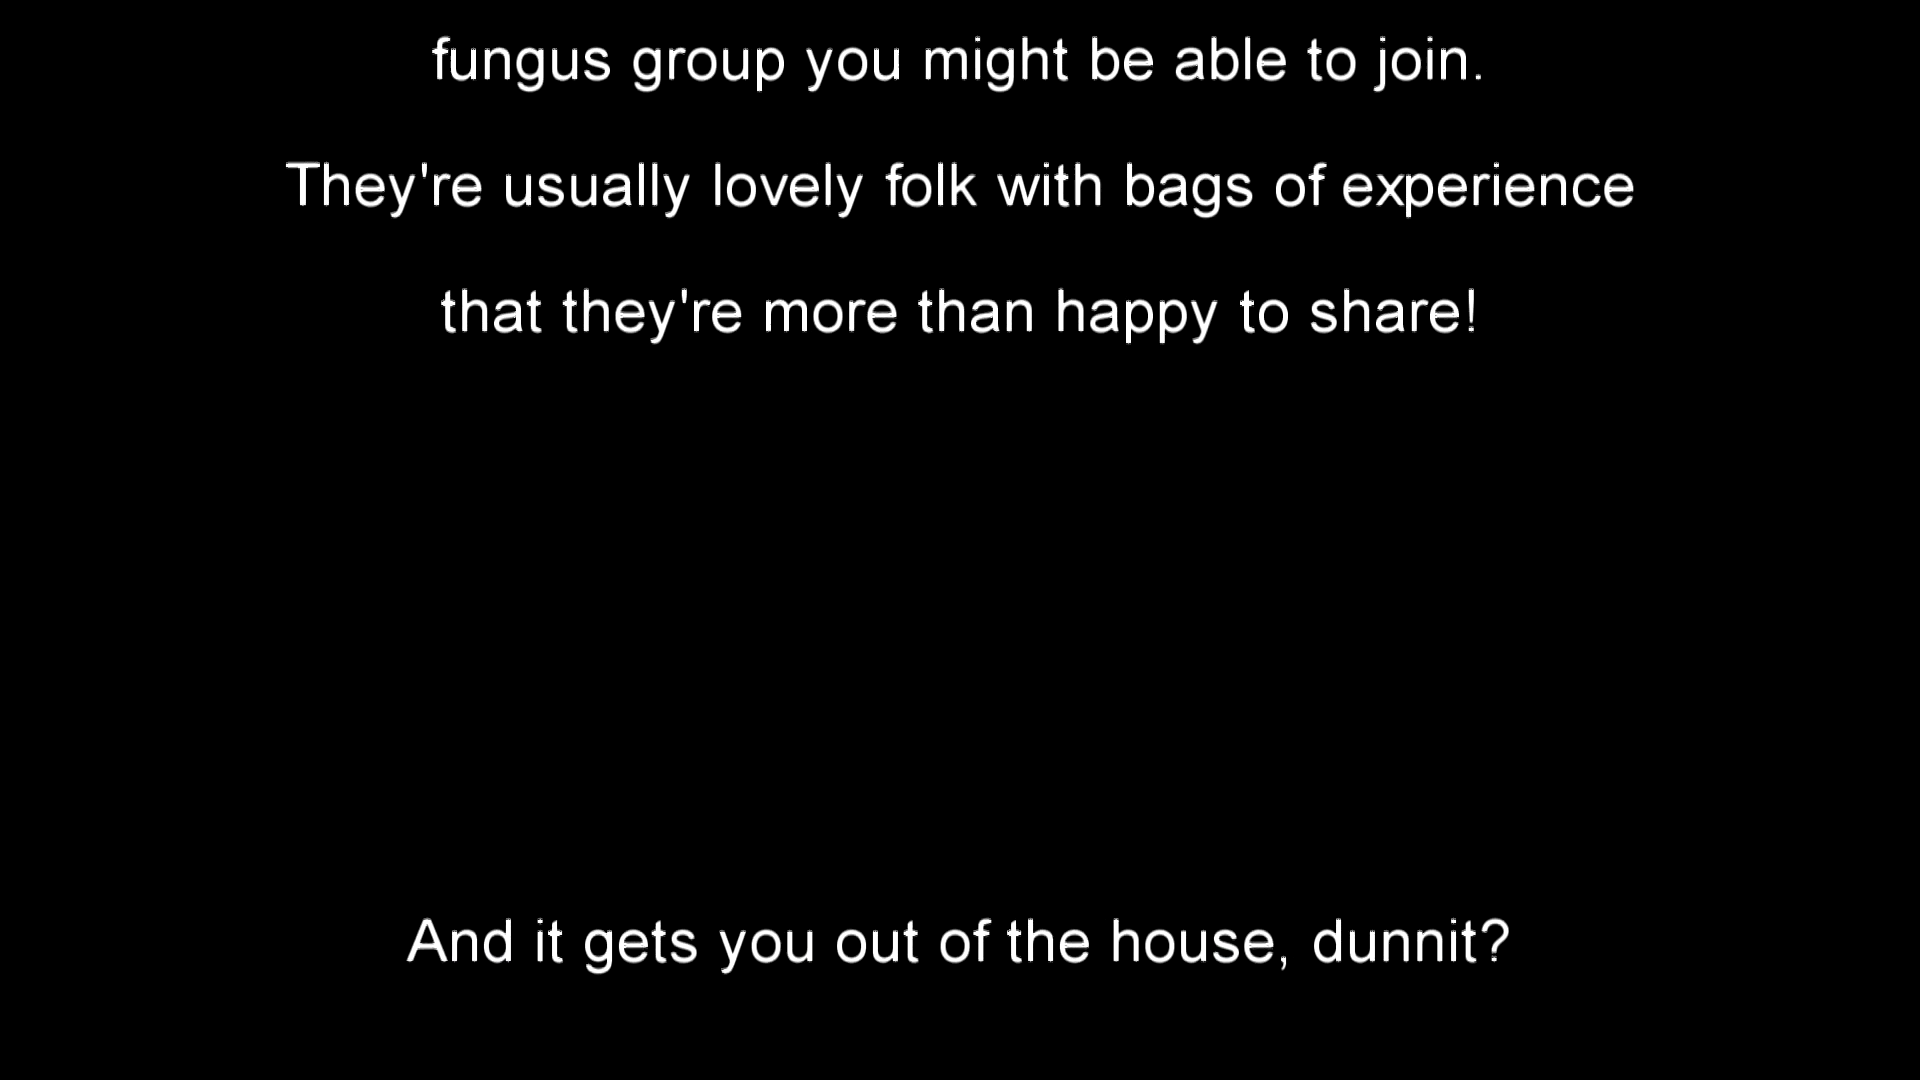 fungus group you might be able to join.
They're usually lovely folk with bags of experience
that they're more than happy to share!
And it gets you out of the house, dunnit?